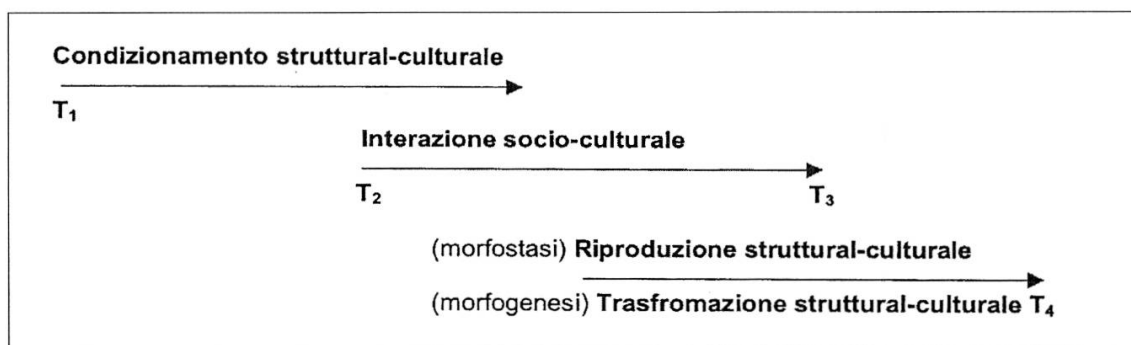 Condizionamento struttural-culturale
T₁
Interazione socio-culturale
T₂ T₃
(morfostasi) Riproduzione struttural-culturale
(morfogenesi) Trasfromazione struttural-culturale T₄